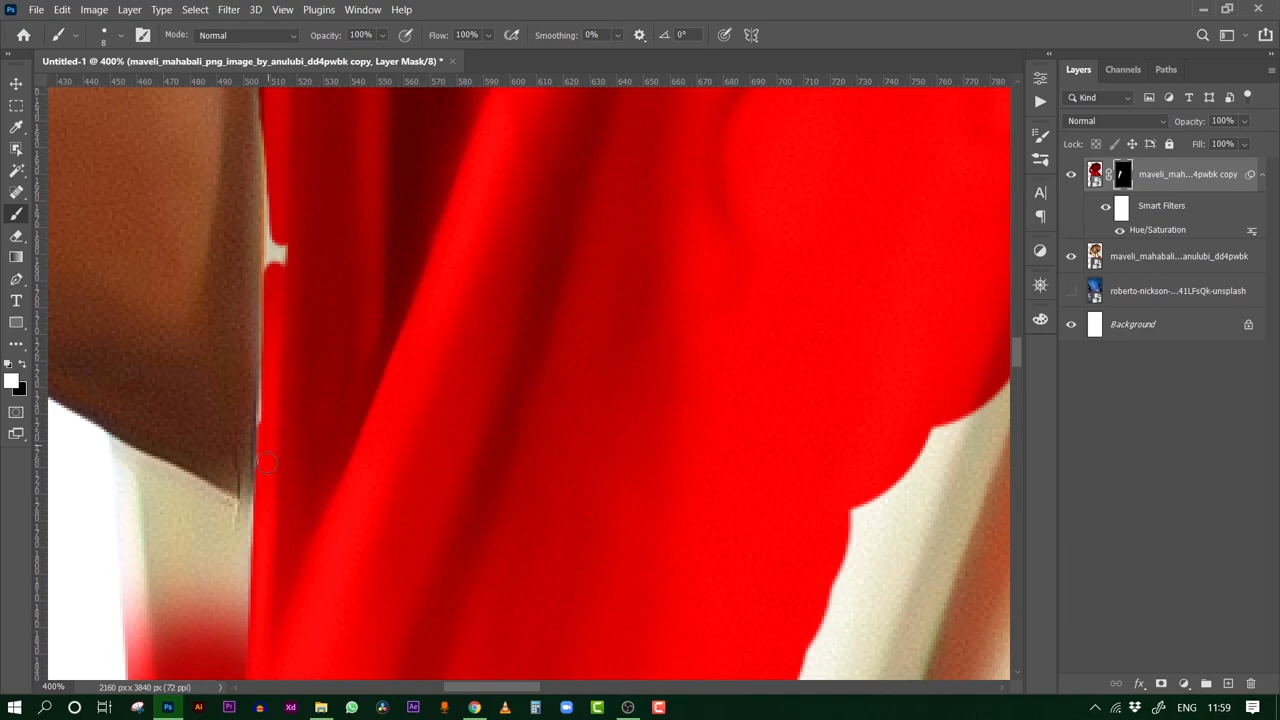 File Edit Image Layer Type Select Filter 3D View Plugins Window Help
8 Mode: Normal Opacity: 100% Flow: 100% Smoothing: 0% 0°
Untitled-1 @ 400% (maveli_mahabali_png_image_by_anulubi_dd4pwbk copy, Layer Mask/8) *
430 440 450 460 470 480 490 500 510 520 530 540 550 560 570 580 590 600 610 620 630 640 650 660 670 680 690 700 710 720 730 740 750 760 770 780
Layers Channels Paths
Kind
Normal Opacity: 100%
Lock: Fill: 100%
maveli_mah...4pwbk copy
Smart Filters
Hue/Saturation
maveli_mahabali...anulubi_dd4pwbk
roberto-nickson-...41LFsQk-unsplash
Background
400% 2160 px x 3840 px (72 ppi)
ENG 11:59